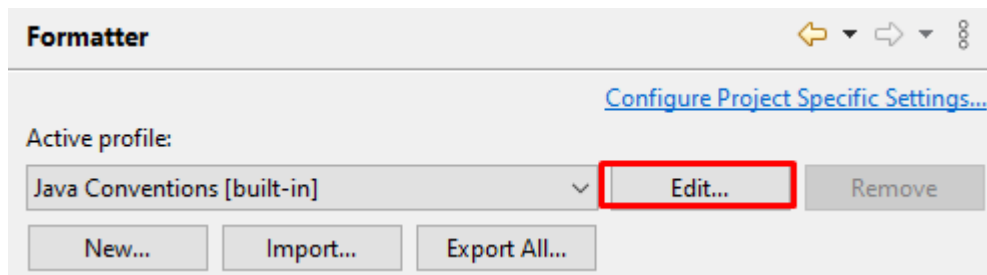 Formatter
Configure Project Specific Settings...
Active profile:
Java Conventions [built-in] Edit... Remove
New... Import... Export All...